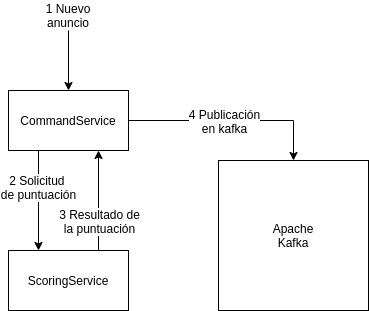 1 Nuevo
anuncio
CommandService
4 Publicación
en kafka
2 Solicitud
de puntuación
3 Resultado de
la puntuación
Apache
Kafka
ScoringService